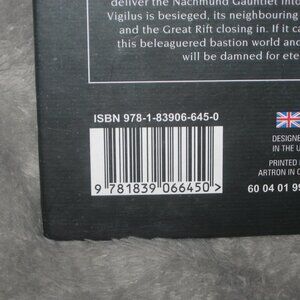 deliver the Nachmund Gauntlet into
Vigilus is besieged, its neighbouring
and the Great Rift closing in. If it ca
this beleaguered bastion world and
will be damned for ete
ISBN 978-1-83906-645-0
DESIGNE
IN THE U
PRINTED
ARTRON IN C
9 781839 066450 >
60 04 01 99